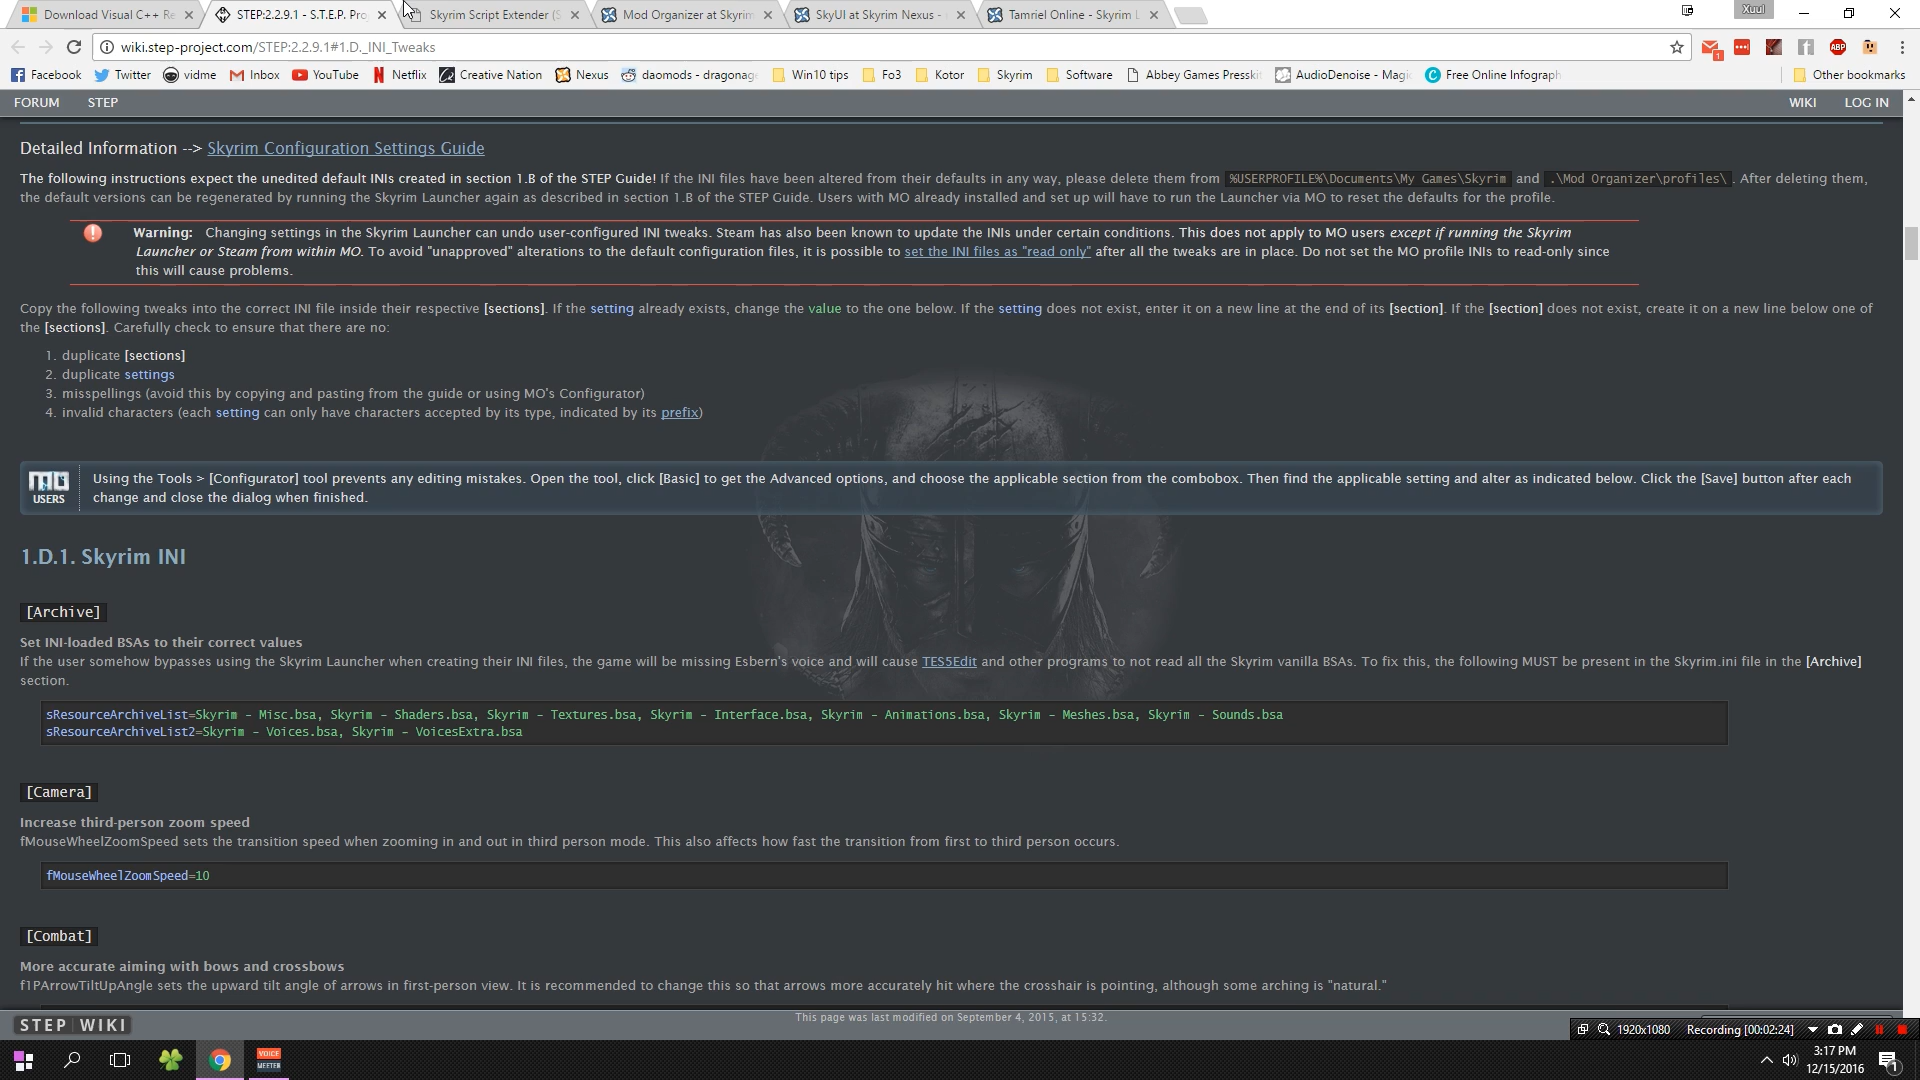 Download Visual C++ Re
STEP:2.2.9.1 - S.T.E.P. Pro
Skyrim Script Extender (S
Mod Organizer at Skyrim
SkyUI at Skyrim Nexus -
Tamriel Online - Skyrim
Xuul
wiki.step-project.com/STEP:2.2.9.1#1.D._INI_Tweaks
1
ABP
Facebook
Twitter
vidme
Inbox
YouTube
Netflix
Creative Nation
Nexus
daomods - dragonage
Win10 tips
Fo3
Kotor
Skyrim
Software
Abbey Games Presskit
AudioDenoise - Magic
Free Online Infograph
Other bookmarks
FORUM
STEP
WIKI
LOG IN
Detailed Information --> Skyrim Configuration Settings Guide
The following instructions expect the unedited default INIs created in section 1.B of the STEP Guide! If the INI files have been altered from their defaults in any way, please delete them from %USERPROFILE%\Documents\My Games\Skyrim and .\Mod Organizer\profiles\ . After deleting them,
the default versions can be regenerated by running the Skyrim Launcher again as described in section 1.B of the STEP Guide. Users with MO already installed and set up will have to run the Launcher via MO to reset the defaults for the profile.
Warning: Changing settings in the Skyrim Launcher can undo user-configured INI tweaks. Steam has also been known to update the INIs under certain conditions. This does not apply to MO users except if running the Skyrim
Launcher or Steam from within MO. To avoid "unapproved" alterations to the default configuration files, it is possible to set the INI files as "read only" after all the tweaks are in place. Do not set the MO profile INIs to read-only since
this will cause problems.
Copy the following tweaks into the correct INI file inside their respective [sections]. If the setting already exists, change the value to the one below. If the setting does not exist, enter it on a new line at the end of its [section]. If the [section] does not exist, create it on a new line below one of
the [sections]. Carefully check to ensure that there are no:
1. duplicate [sections]
2. duplicate settings
3. misspellings (avoid this by copying and pasting from the guide or using MO's Configurator)
4. invalid characters (each setting can only have characters accepted by its type, indicated by its prefix)
MO
USERS
Using the Tools > [Configurator] tool prevents any editing mistakes. Open the tool, click [Basic] to get the Advanced options, and choose the applicable section from the combobox. Then find the applicable setting and alter as indicated below. Click the [Save] button after each
change and close the dialog when finished.
1.D.1. Skyrim INI
[Archive]
Set INI-loaded BSAs to their correct values
If the user somehow bypasses using the Skyrim Launcher when creating their INI files, the game will be missing Esbern's voice and will cause TES5Edit and other programs to not read all the Skyrim vanilla BSAs. To fix this, the following MUST be present in the Skyrim.ini file in the [Archive]
section.
sResourceArchiveList=Skyrim - Misc.bsa, Skyrim - Shaders.bsa, Skyrim - Textures.bsa, Skyrim - Interface.bsa, Skyrim - Animations.bsa, Skyrim - Meshes.bsa, Skyrim - Sounds.bsa
sResourceArchiveList2=Skyrim - Voices.bsa, Skyrim - VoicesExtra.bsa
[Camera]
Increase third-person zoom speed
fMouseWheelZoomSpeed sets the transition speed when zooming in and out in third person mode. This also affects how fast the transition from first to third person occurs.
fMouseWheelZoomSpeed=10
[Combat]
More accurate aiming with bows and crossbows
f1PArrowTiltUpAngle sets the upward tilt angle of arrows in first-person view. It is recommended to change this so that arrows more accurately hit where the crosshair is pointing, although some arching is "natural."
STEP WIKI
This page was last modified on September 4, 2015, at 15:32.
1920x1080
Recording [00:02:24]
VOICE
MEETER
3:17 PM
12/15/2016
1